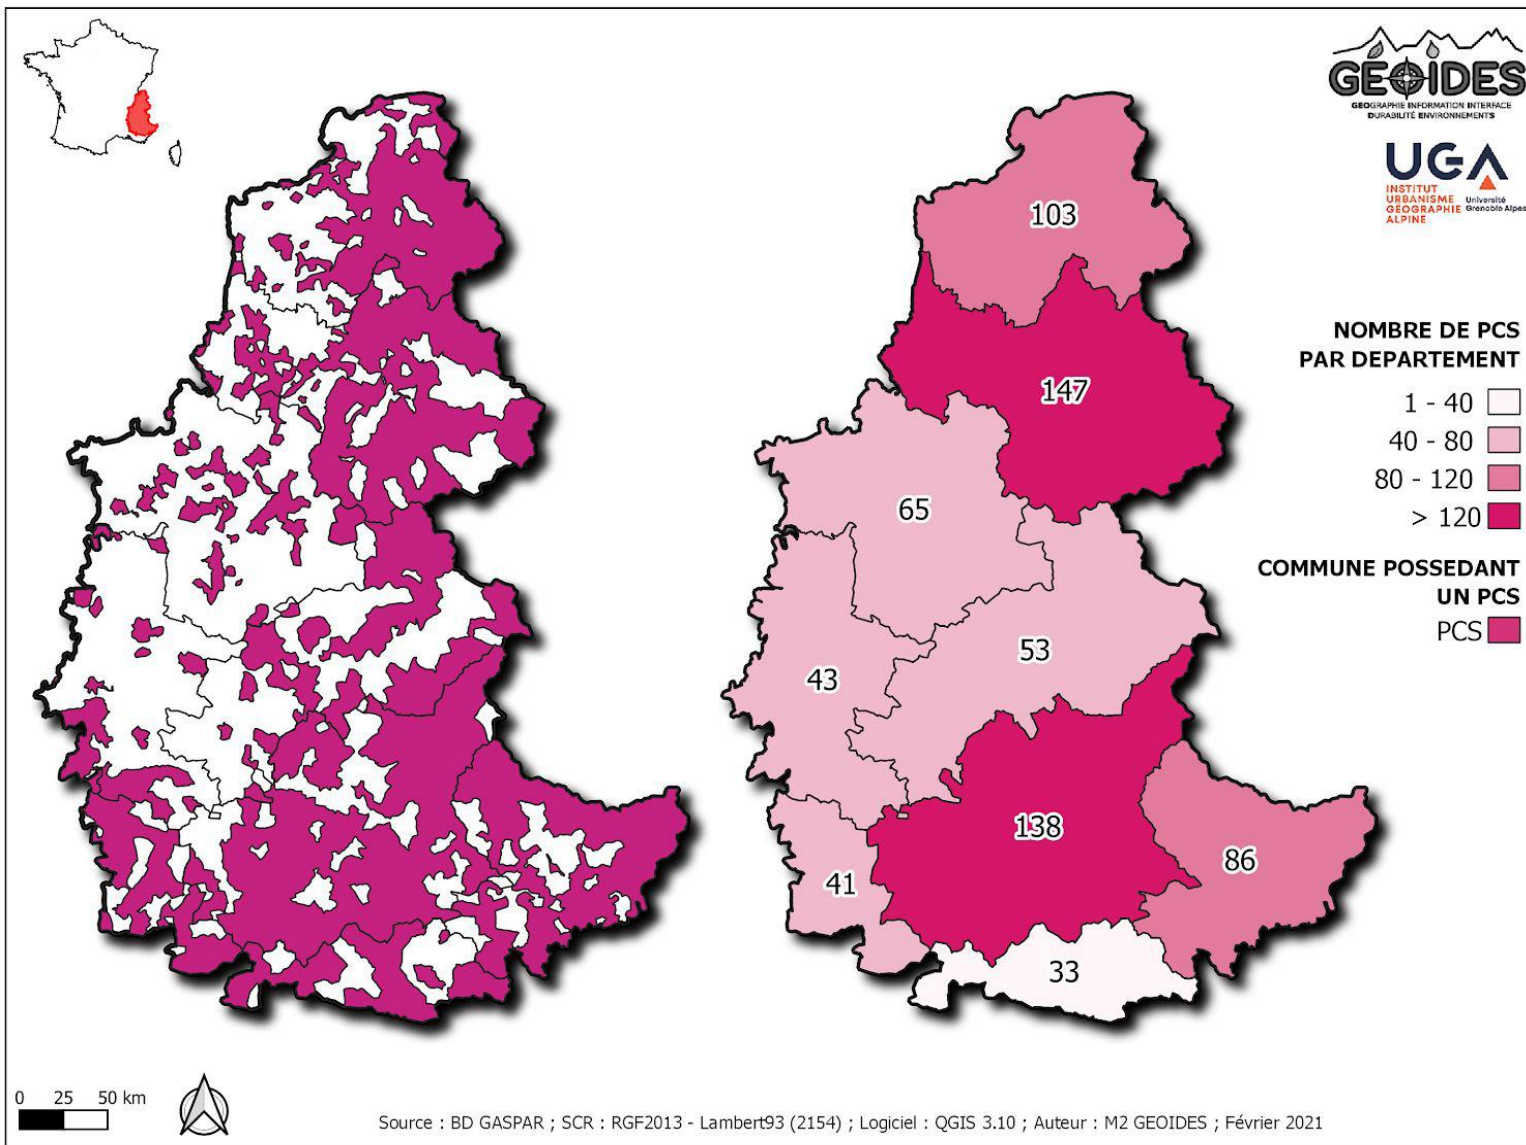 GÉOIDES
GEOGRAPHIE INFORMATION INTERFACE
DURABILITÉ ENVIRONNEMENTS
UGA
INSTITUT
URBANISME
GÉOGRAPHIE
ALPINE
Université
Grenoble Alpes
103
147
65
53
43
138
86
41
33
NOMBRE DE PCS
PAR DEPARTEMENT
1 - 40
40 - 80
80 - 120
> 120
COMMUNE POSSEDANT
UN PCS
PCS
0 25 50 km
Source : BD GASPAR ; SCR : RGF2013 - Lambert93 (2154) ; Logiciel : QGIS 3.10 ; Auteur : M2 GEOIDES ; Février 2021